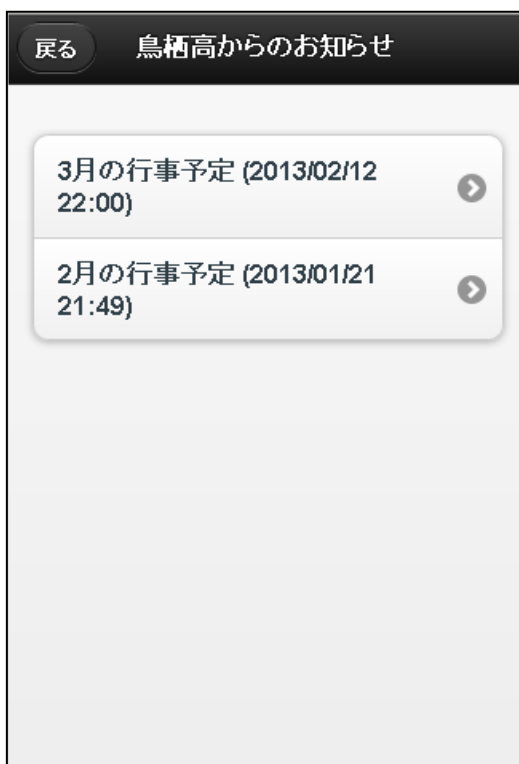 戻る 鳥栖高からのお知らせ
3月の行事予定 (2013/02/12
22:00)
2月の行事予定 (2013/01/21
21:49)